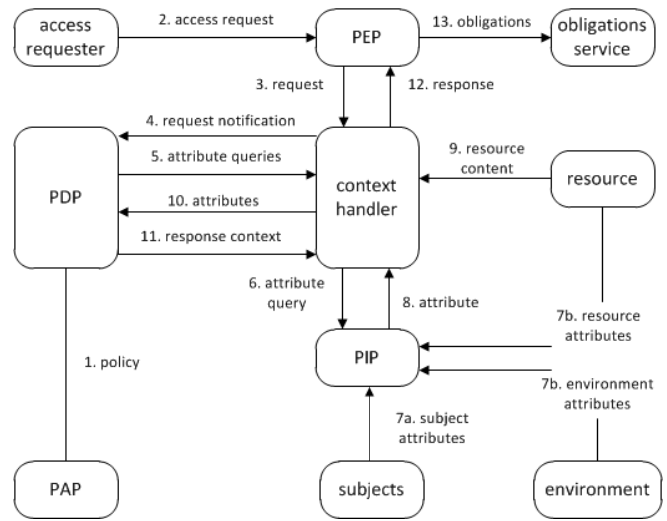 2. access request
13. obligations
access
requester
PEP
obligations
service
3. request
12. response
4. request notification
5. attribute queries
9. resource
content
PDP
context
handler
resource
10. attributes
11. response context
6. attribute
query
8. attribute
7b. resource
attributes
1. policy
PIP
7b. environment
attributes
7a. subject
attributes
PAP
subjects
environment